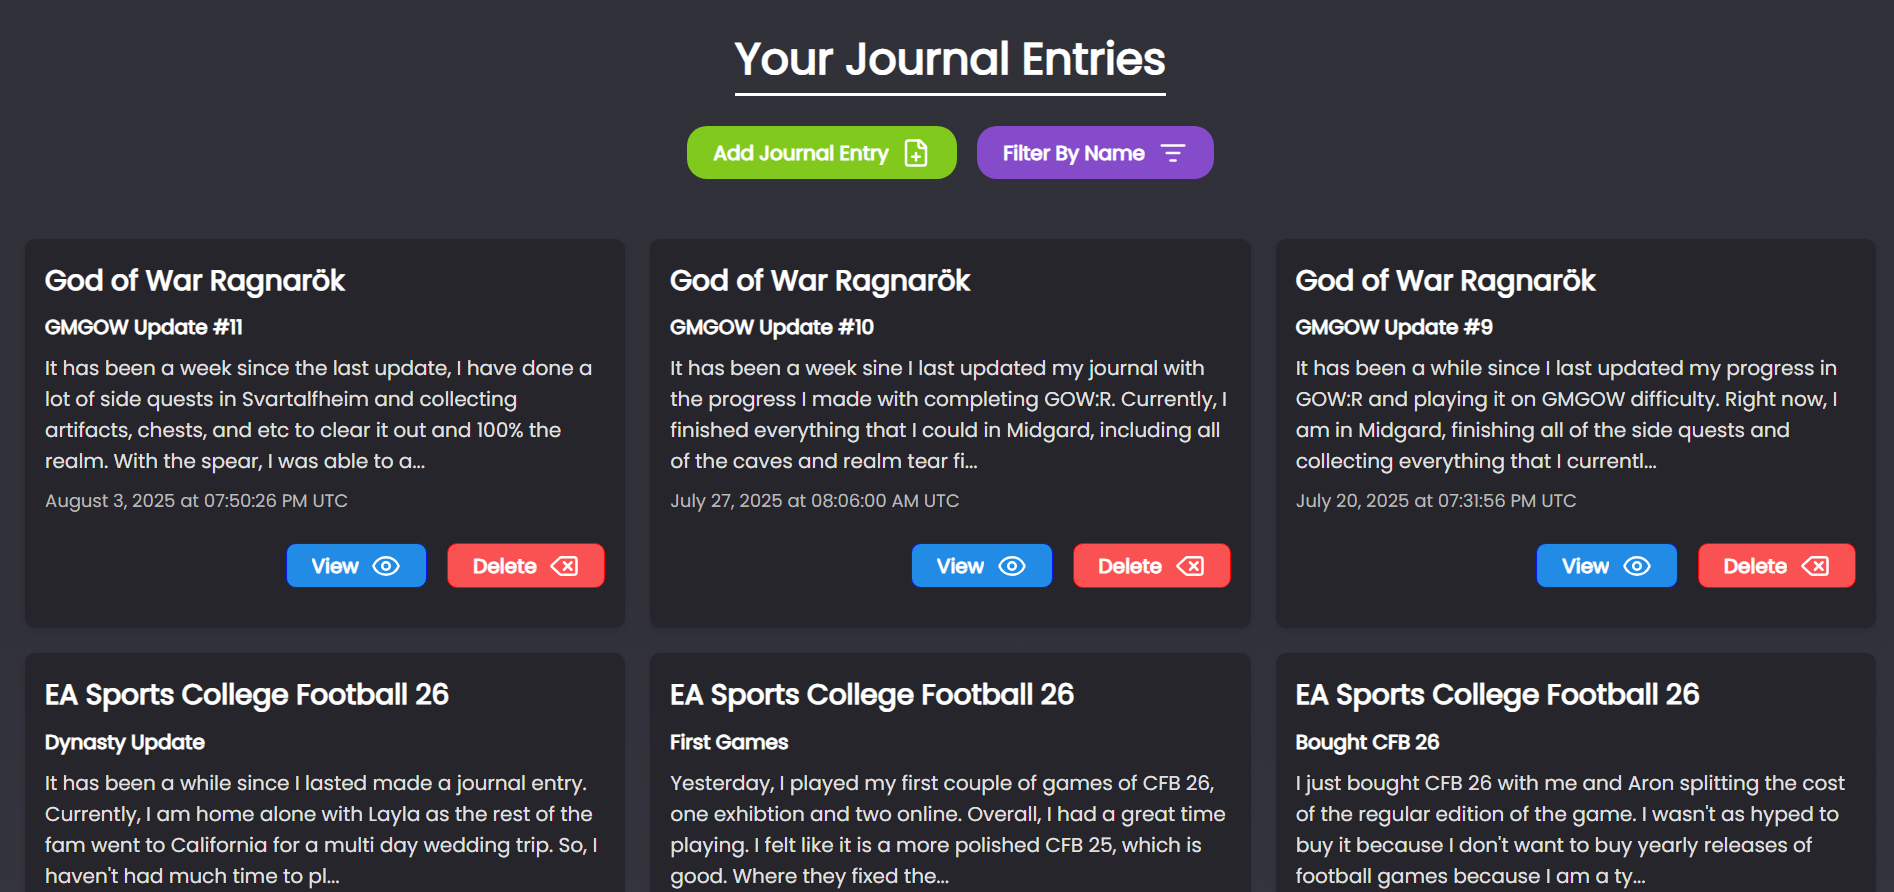 Your Journal Entries
Add Journal Entry
Filter By Name
God of War Ragnarök
GMGOW Update #11
It has been a week since the last update, I have done a
lot of side quests in Svartalfheim and collecting
artifacts, chests, and etc to clear it out and 100% the
realm. With the spear, I was able to a...
August 3, 2025 at 07:50:26 PM UTC
View
Delete
God of War Ragnarök
GMGOW Update #10
It has been a week sine I last updated my journal with
the progress I made with completing GOW:R. Currently, I
finished everything that I could in Midgard, including all
of the caves and realm tear fi...
July 27, 2025 at 08:06:00 AM UTC
View
Delete
God of War Ragnarök
GMGOW Update #9
It has been a while since I last updated my progress in
GOW:R and playing it on GMGOW difficulty. Right now, I
am in Midgard, finishing all of the side quests and
collecting everything that I currentl...
July 20, 2025 at 07:31:56 PM UTC
View
Delete
EA Sports College Football 26
Dynasty Update
It has been a while since I lasted made a journal entry.
Currently, I am home alone with Layla as the rest of the
fam went to California for a multi day wedding trip. So, I
haven't had much time to pl...
EA Sports College Football 26
First Games
Yesterday, I played my first couple of games of CFB 26,
one exhibtion and two online. Overall, I had a great time
playing. I felt like it is a more polished CFB 25, which is
good. Where they fixed the...
EA Sports College Football 26
Bought CFB 26
I just bought CFB 26 with me and Aron splitting the cost
of the regular edition of the game. I wasn't as hyped to
buy it because I don't want to buy yearly releases of
football games because I am a ty...